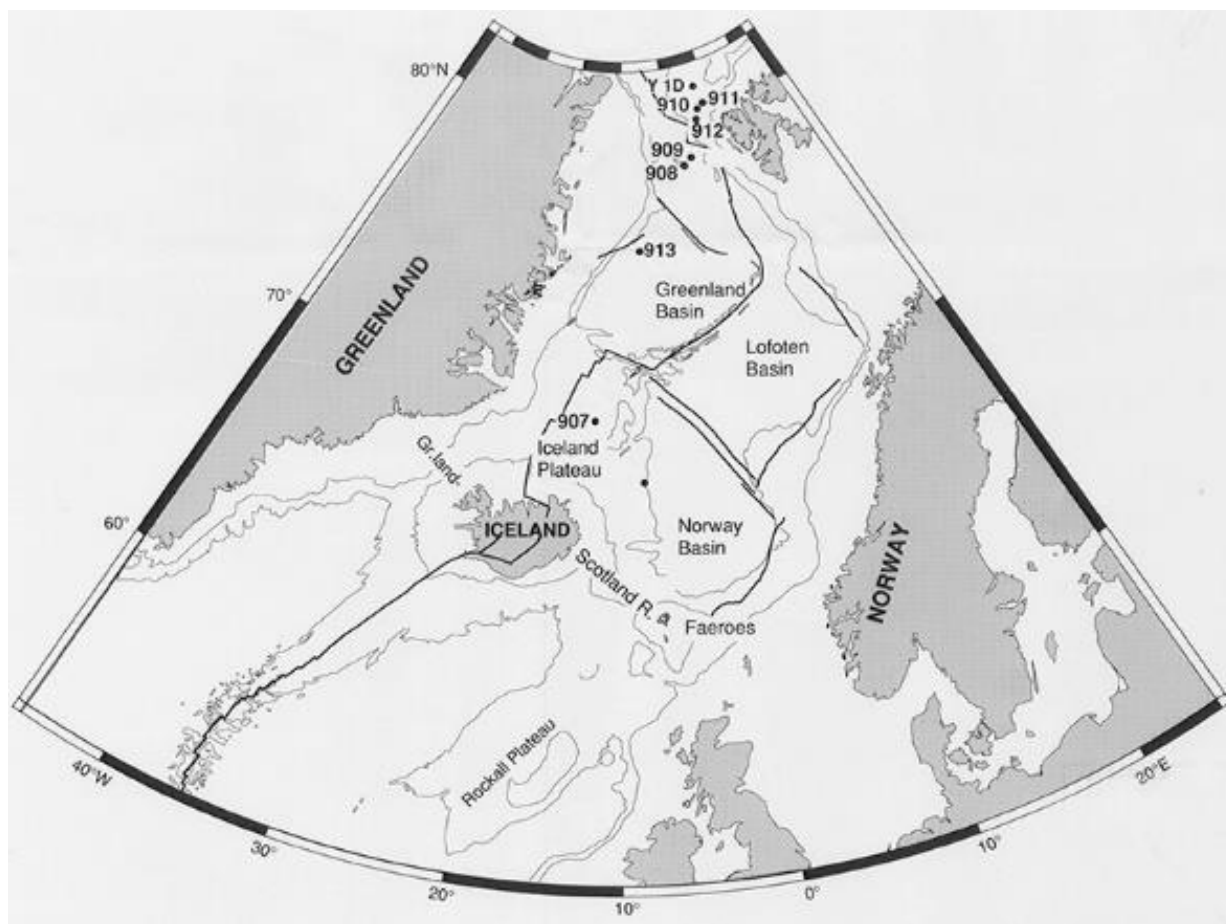 80°N
Y 1D
911
910
912
909
908
913
70°
GREENLAND
Greenland
Basin
Lofoten
Basin
907
Iceland
Plateau
Gr.land-
60°
ICELAND
Norway
Basin
NORWAY
Scotland R.
Faeroes
Rockall Plateau
40°W
30°
20°
10°
0°
10°
20°E